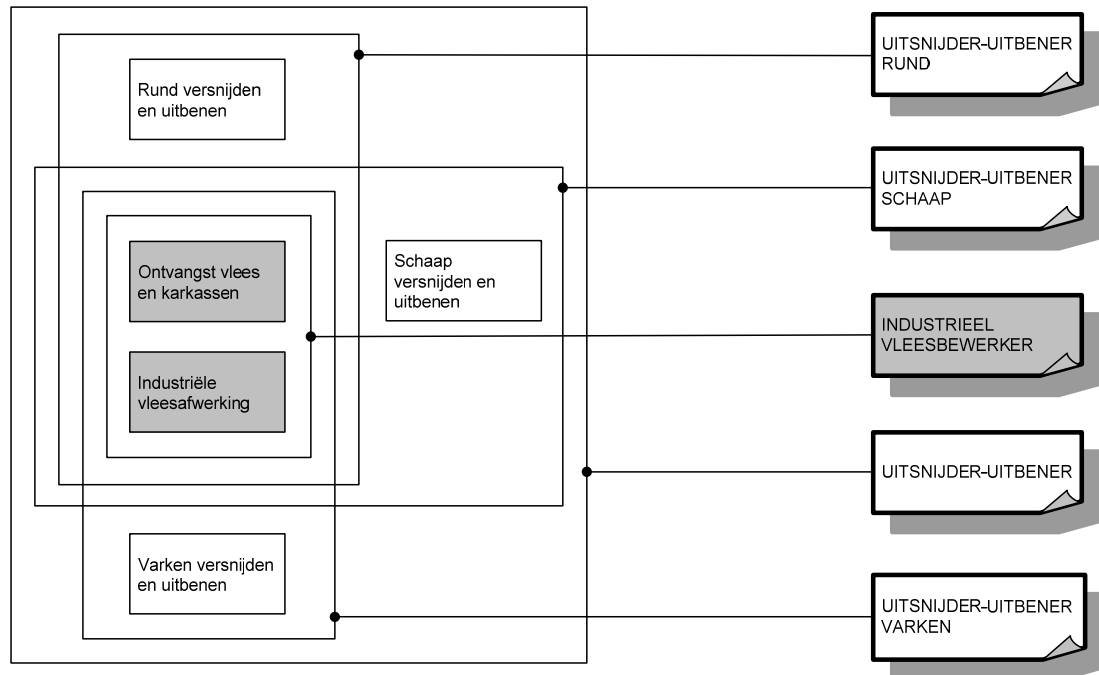 Rund versnijden
en uitbenen
Ontvangst vlees
en karkassen
Schaap
versnijden en
uitbenen
Industriële
vleesafwerking
Varken versnijden
en uitbenen
UITSNIJDER-UITBENER
RUND
UITSNIJDER-UITBENER
SCHAAP
INDUSTRIEEL
VLEESBEWERKER
UITSNIJDER-UITBENER
UITSNIJDER-UITBENER
VARKEN